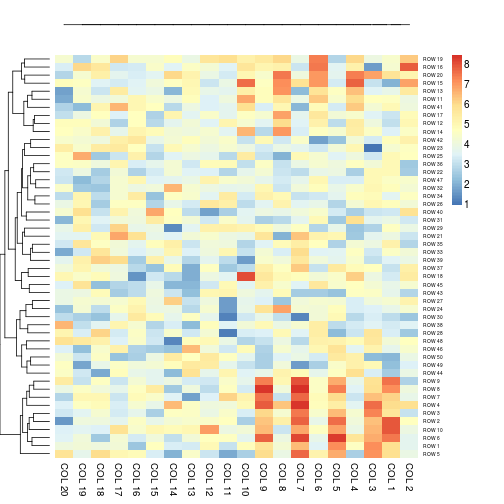 ROW 19
ROW 16
ROW 20
ROW 15
ROW 13
ROW 11
ROW 41
ROW 17
ROW 12
ROW 14
ROW 42
ROW 23
ROW 25
ROW 36
ROW 22
ROW 47
ROW 32
ROW 34
ROW 26
ROW 40
ROW 31
ROW 29
ROW 21
ROW 35
ROW 33
ROW 39
ROW 37
ROW 18
ROW 45
ROW 43
ROW 27
ROW 24
ROW 30
ROW 38
ROW 28
ROW 48
ROW 46
ROW 50
ROW 49
ROW 44
ROW 9
ROW 8
ROW 7
ROW 4
ROW 3
ROW 2
ROW 10
ROW 6
ROW 1
ROW 5
8
7
6
5
4
3
2
1
COL 20
COL 19
COL 18
COL 17
COL 16
COL 15
COL 14
COL 13
COL 12
COL 11
COL 10
COL 9
COL 8
COL 7
COL 6
COL 5
COL 4
COL 3
COL 1
COL 2